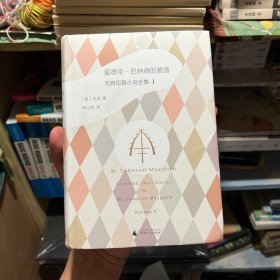 爱德华·巴纳德的堕落
毛姆短篇小说全集 1
[英] 毛姆 著
陈以侃 译
W. Somerset Maugham
Collected Short Stories
of
W. Somerset Maugham
Volume 1